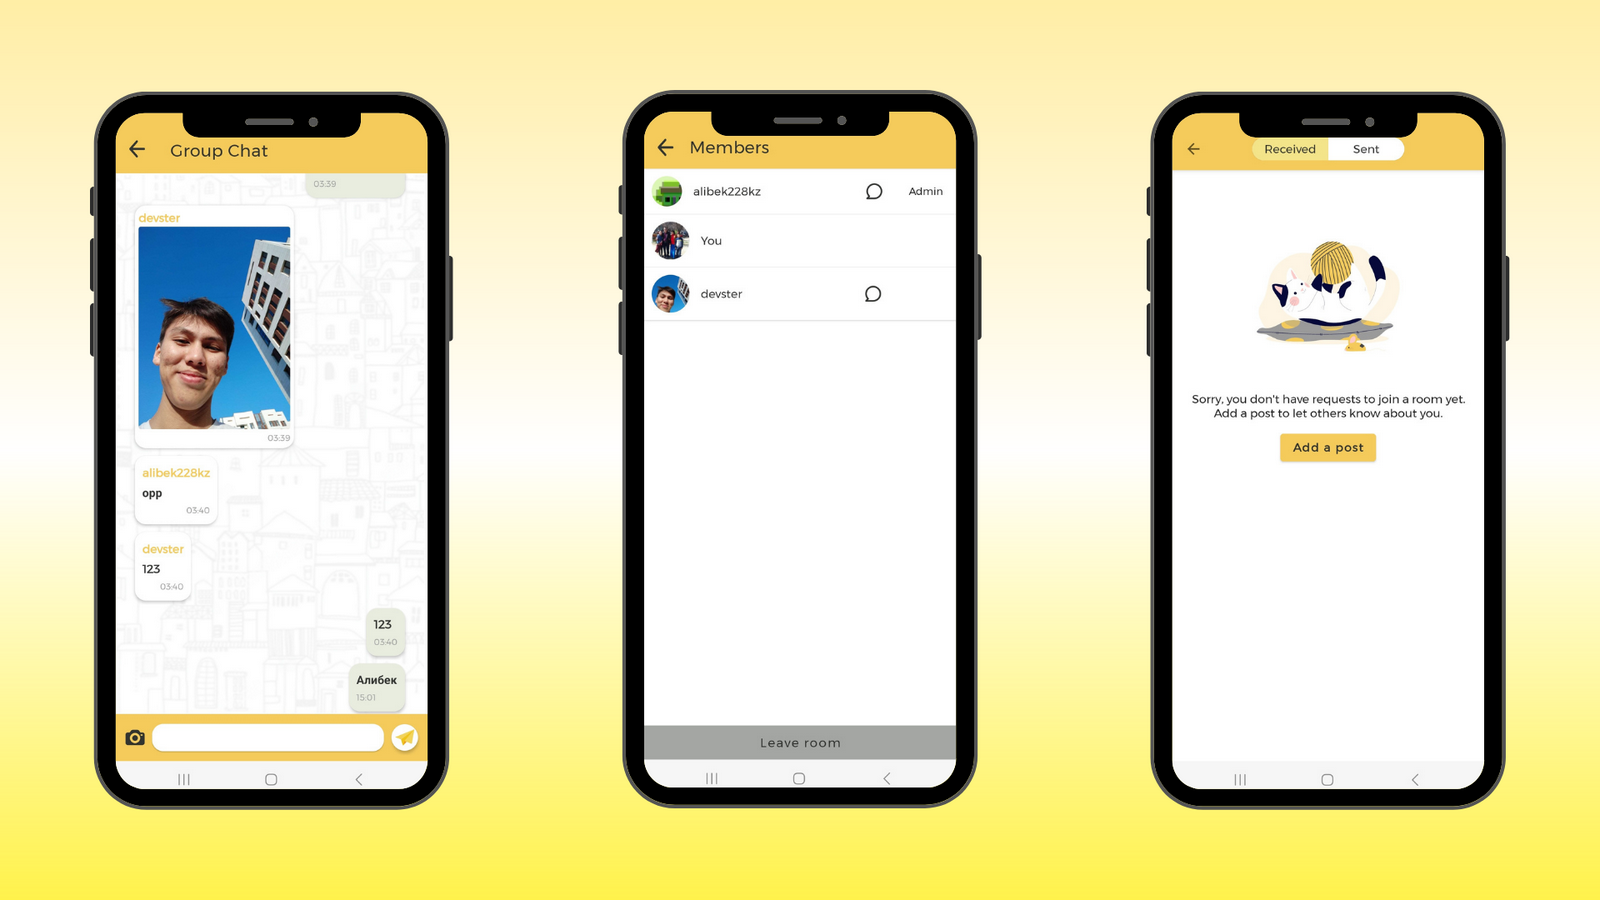 Group Chat
03:39
devster
03:39
alibek228kz
opp
03:40
devster
123
03:40
123
03:40
Алибек
15:01
Members
alibek228kz
Admin
You
devster
Leave room
Received
Sent
Sorry, you don't have requests to join a room yet.
Add a post to let others know about you.
Add a post